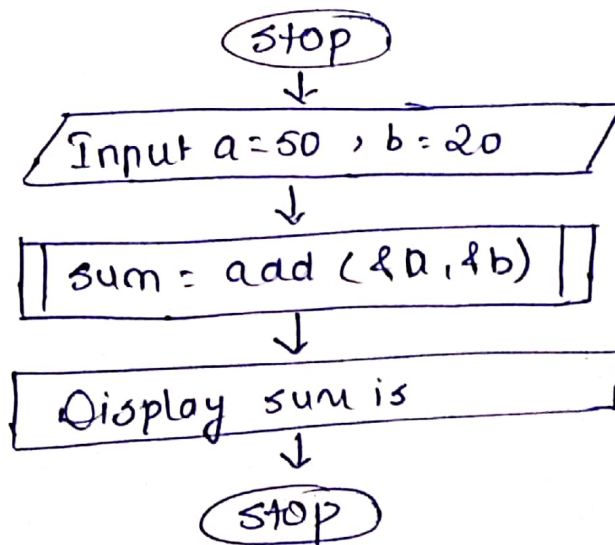 stop
Input a=50 , b=20
sum = add (&a, &b)
Display sum is
stop